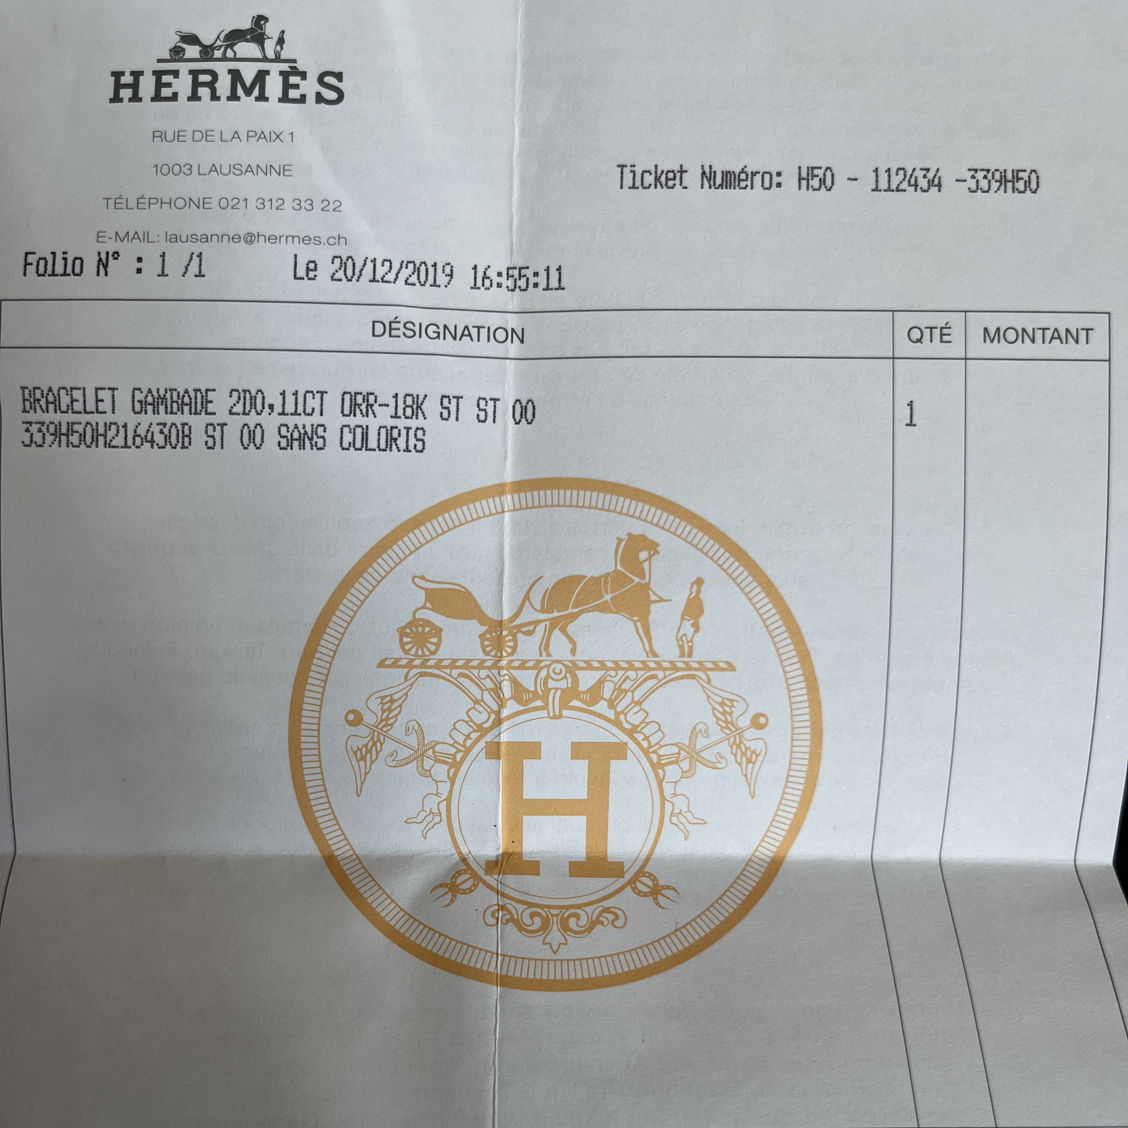 HERMÈS
RUE DE LA PAIX 1
1003 LAUSANNE
TÉLÉPHONE 021 312 33 22
E-MAIL: lausanne@hermes.ch
Ticket Numéro: H50 - 112434 -339H50
Folio N° : 1 /1 Le 20/12/2019 16:55:11
DÉSIGNATION QTÉ MONTANT
BRACELET GAMBADE 2D0,11CT ORR-18K ST ST 00 1
339H50H216430B ST 00 SANS COLORIS
H